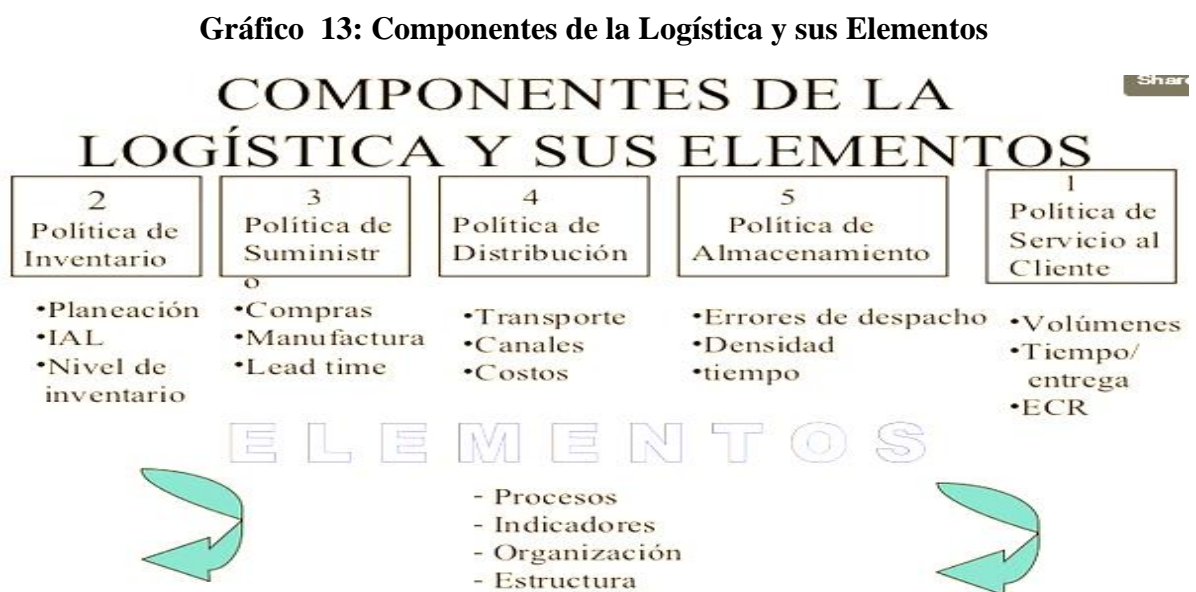 Gráfico 13: Componentes de la Logística y sus Elementos
Share
COMPONENTES DE LA
LOGÍSTICA Y SUS ELEMENTOS
2
Política de
Inventario
•Planeación
•IAL
•Nivel de
inventario
3
Política de
Suministr
o
•Compras
•Manufactura
•Lead time
4
Política de
Distribución
•Transporte
•Canales
•Costos
5
Política de
Almacenamiento
•Errores de despacho
•Densidad
•tiempo
1
Política de
Servicio al
Cliente
•Volúmenes
•Tiempo/
entrega
•ECR
ELEMENTOS
- Procesos
- Indicadores
- Organización
- Estructura